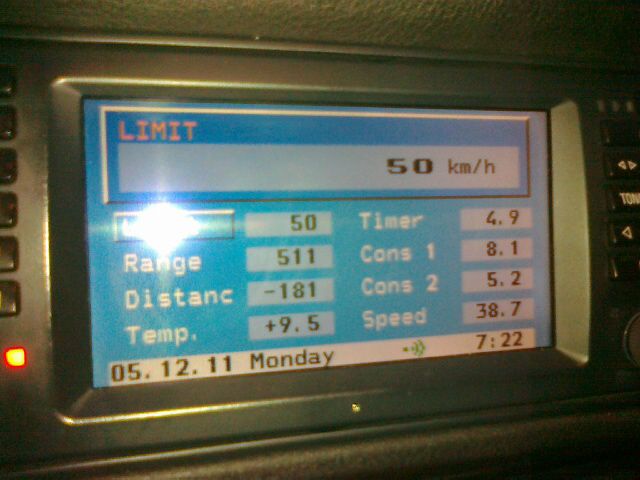 LIMIT
50 km/h
50 Timer 4.9
Range 511 Cons 1 8.1
Distanc -181 Cons 2 5.2
Temp. +9.5 Speed 38.7
05.12.11 Monday 7:22